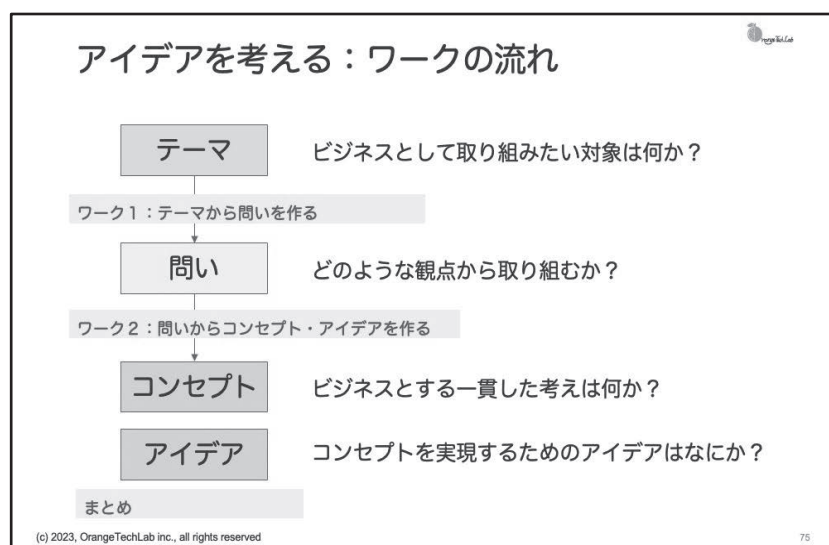 OrangeTechLab
アイデアを考える：ワークの流れ
テーマ ビジネスとして取り組みたい対象は何か？
ワーク１：テーマから問いを作る
問い どのような観点から取り組むか？
ワーク２：問いからコンセプト・アイデアを作る
コンセプト ビジネスとする一貫した考えは何か？
アイデア コンセプトを実現するためのアイデアはなにか？
まとめ
(c) 2023, OrangeTechLab inc., all rights reserved 75